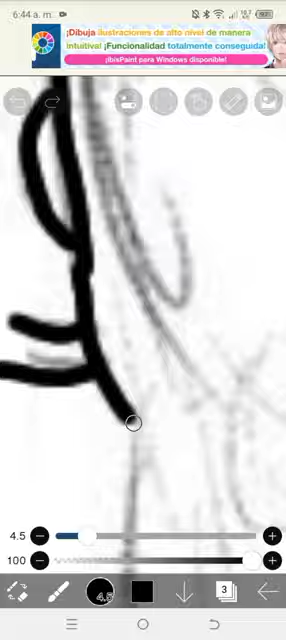 6:44 a. m.
¡Dibuja ilustraciones de alto nivel de manera
intuitiva! ¡Funcionalidad totalmente conseguida!
¡ibisPaint para Windows disponible!
4.5
100
4.5
3